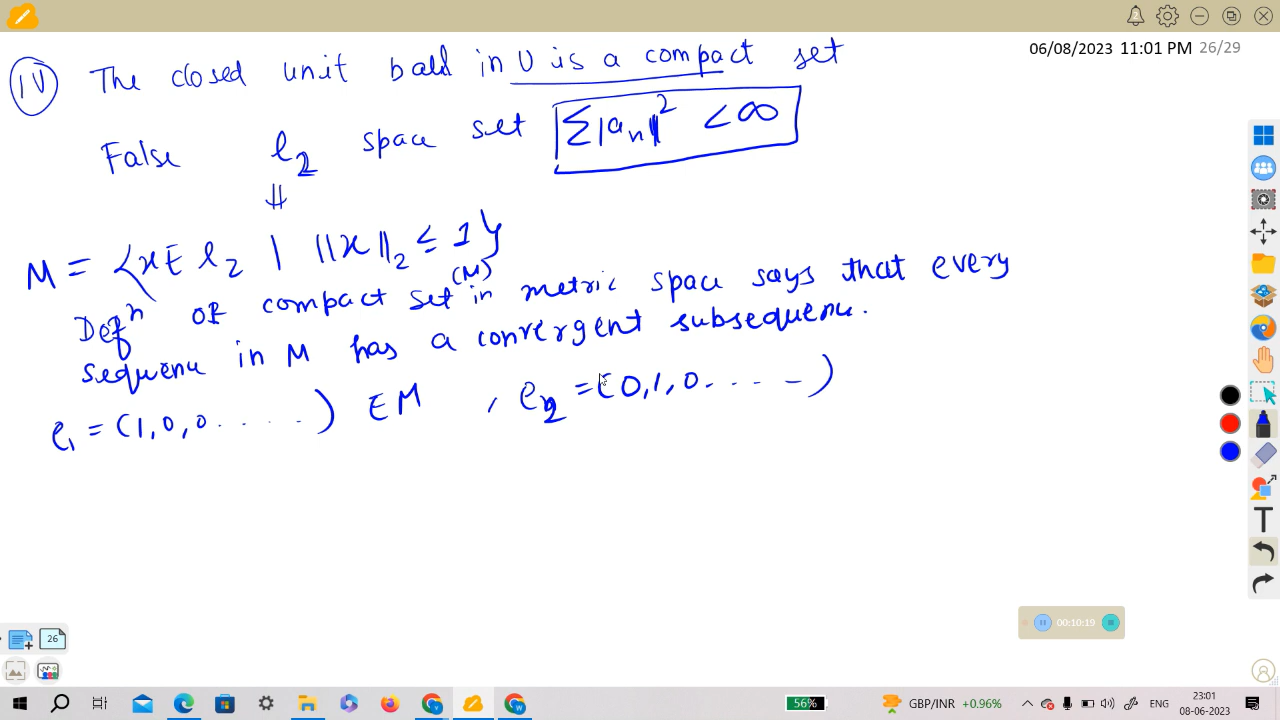 06/08/2023 11:01 PM 26/29
IV The closed unit ball in U is a compact set
False ℓ₂ space set Σ|aₙ|² < ∞
⇓
M = {x ∈ ℓ₂ | ||x||₂ ≤ 1}
Defⁿ of compact set (M) in metric space says that every
sequence in M has a convergent subsequence.
e₁ = (1,0,0......) ∈ M , e₂ = (0,1,0.....)
00:10:19
26
56%
GBP/INR +0.96%
ENG
23:01
08-06-2023